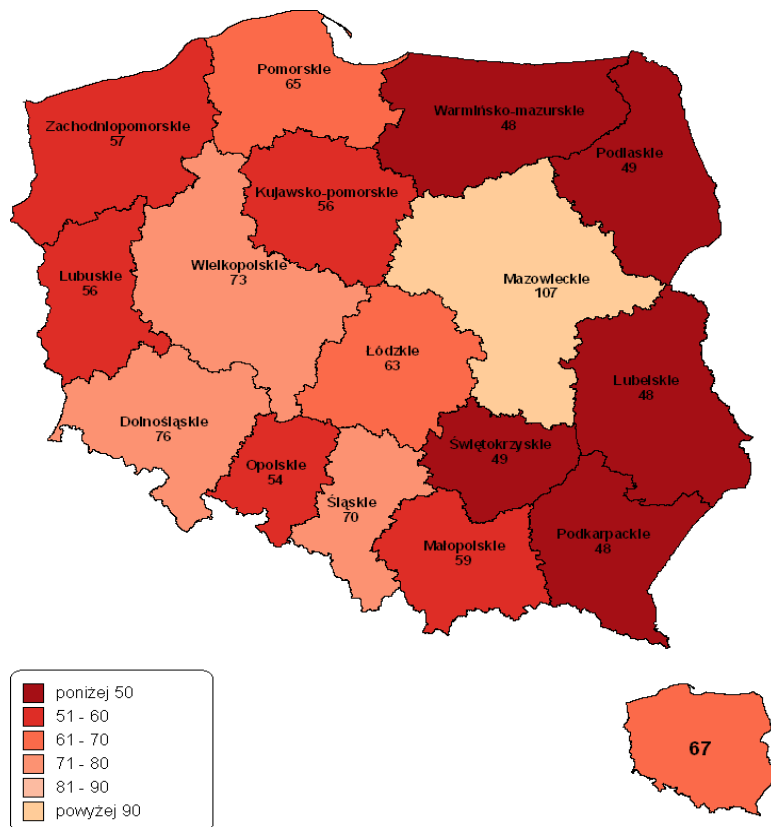 Pomorskie
65
Warmińsko-mazurskie
48
Zachodniopomorskie
57
Podlaskie
49
Kujawsko-pomorskie
56
Wielkopolskie
73
Lubuskie
56
Mazowieckie
107
Łódzkie
63
Lubelskie
48
Dolnośląskie
76
Świętokrzyskie
49
Opolskie
54
Śląskie
70
Małopolskie
59
Podkarpackie
48
poniżej 50
51 - 60
61 - 70
71 - 80
81 - 90
powyżej 90
67